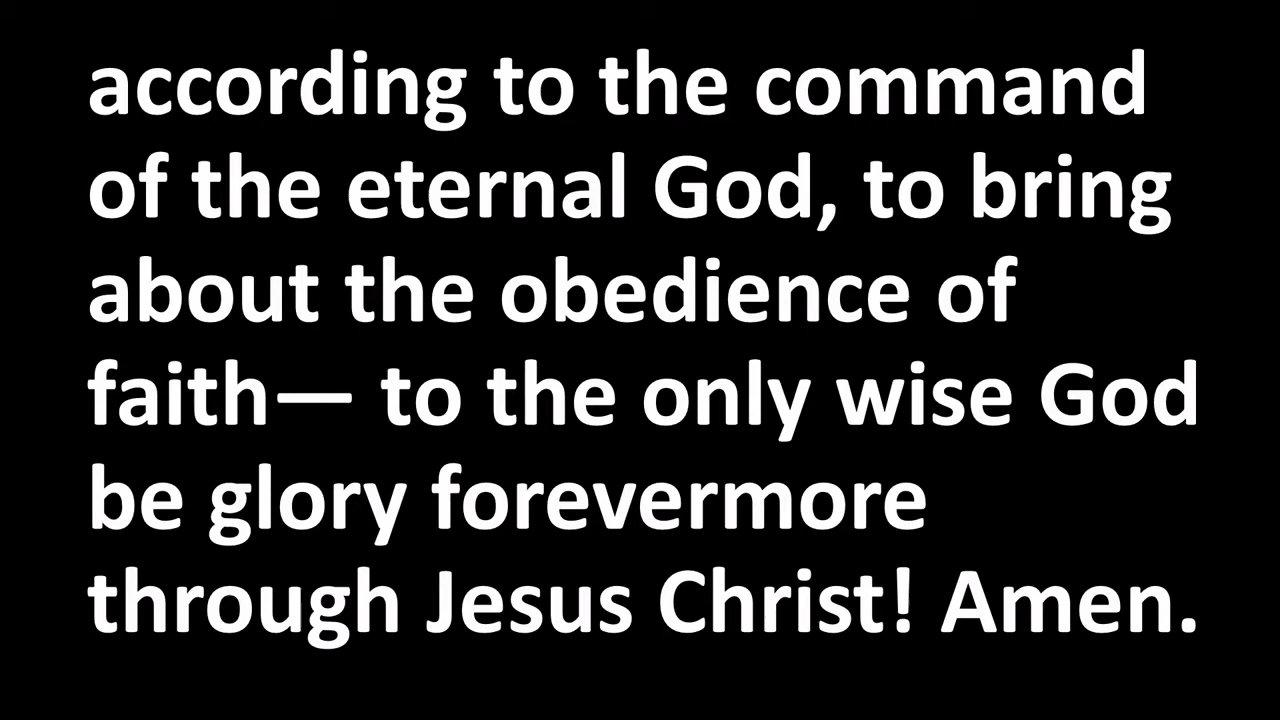 according to the command
of the eternal God, to bring
about the obedience of
faith— to the only wise God
be glory forevermore
through Jesus Christ! Amen.